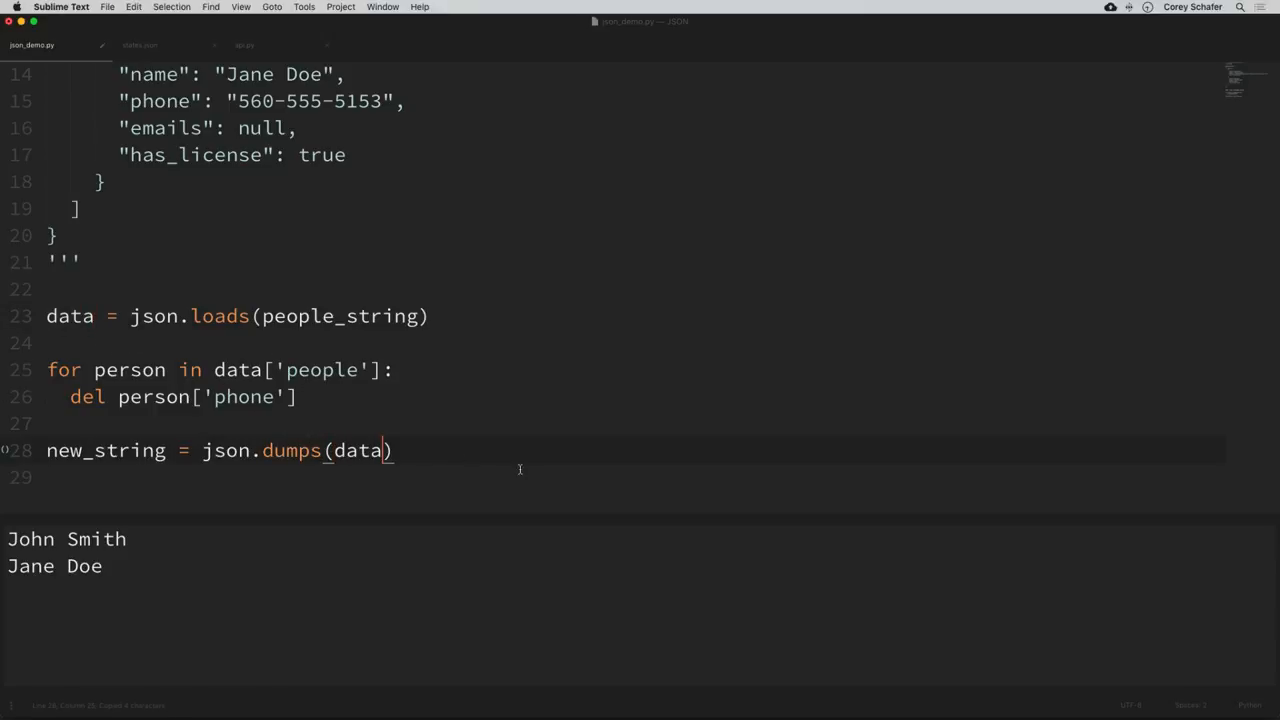 Sublime Text File Edit Selection Find View Goto Tools Project Window Help Corey Schafer
json_demo.py — JSON
json_demo.py states.json api.py
14 "name": "Jane Doe",
15 "phone": "560-555-5153",
16 "emails": null,
17 "has_license": true
18 }
19 ]
20 }
21 '''
22
23 data = json.loads(people_string)
24
25 for person in data['people']:
26 del person['phone']
27
28 new_string = json.dumps(data)
29
John Smith
Jane Doe
Line 28, Column 29; Copied 4 characters UTF-8 Spaces: 2 Python